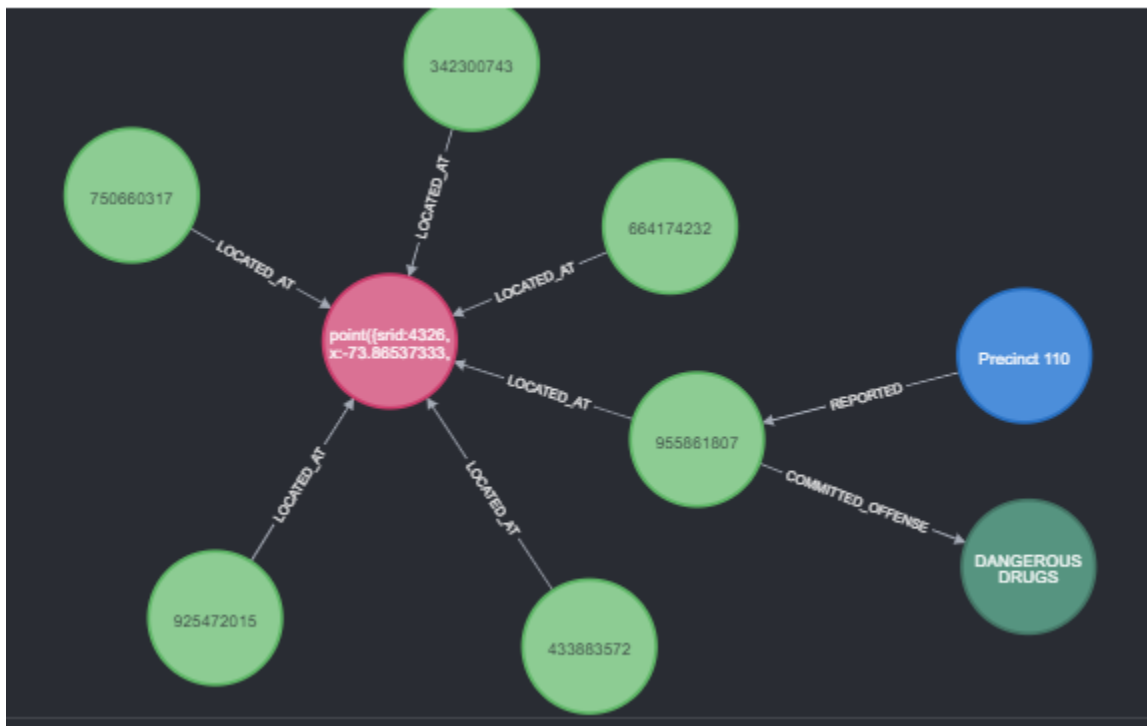 342300743
LOCATED_AT
750660317
LOCATED_AT
664174232
LOCATED_AT
point({srid:4326,
x:-73.86537333,
Precinct 110
REPORTED
LOCATED_AT
955861807
COMMITTED_OFFENSE
LOCATED_AT
LOCATED_AT
DANGEROUS
DRUGS
925472015
433883572